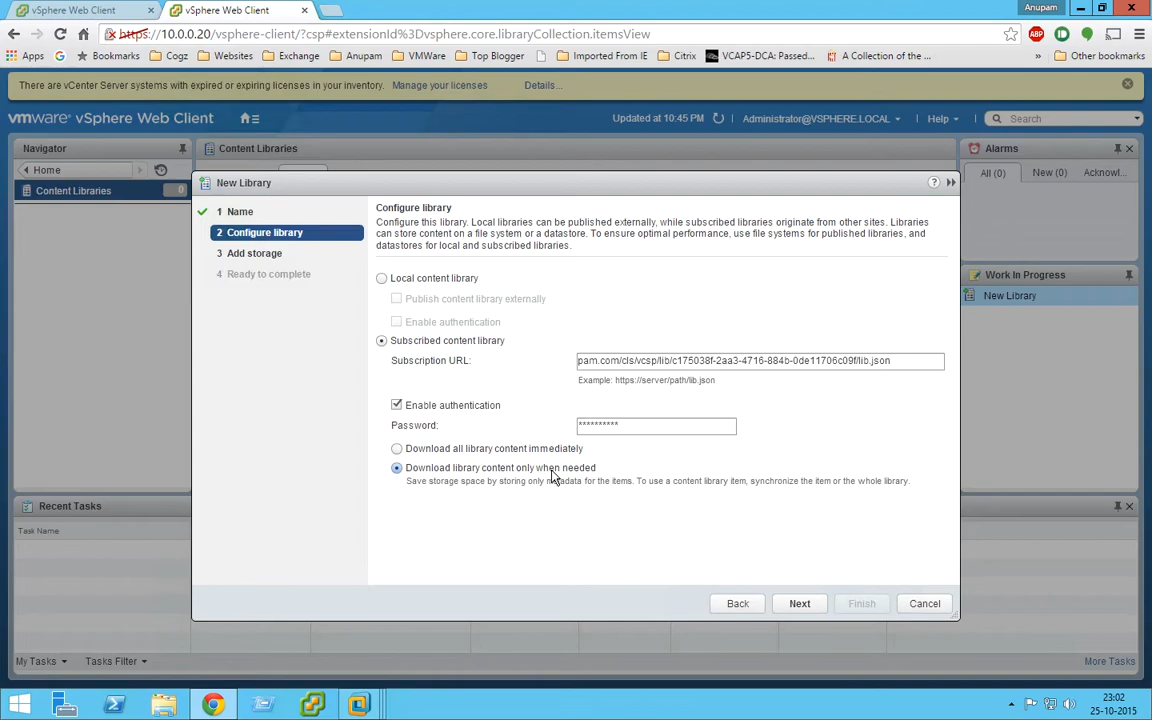 vSphere Web Client
vSphere Web Client
Anupam
https://10.0.0.20/vsphere-client/?csp#extensionId%3Dvsphere.core.libraryCollection.itemsView
ABP
Apps
Bookmarks
Cogz
Websites
Exchange
Anupam
VMWare
Top Blogger
Imported From IE
Citrix
VCAP5-DCA: Passed...
A Collection of the ...
»
Other bookmarks
There are vCenter Server systems with expired or expiring licenses in your inventory.
Manage your licenses
Details...
vmware® vSphere Web Client
Updated at 10:45 PM
Administrator@VSPHERE.LOCAL
Help
Search
Navigator
Home
Content Libraries
0
Content Libraries
Alarms
All (0)
New (0)
Acknowl...
Work In Progress
New Library
New Library
1 Name
2 Configure library
3 Add storage
4 Ready to complete
Configure library
Configure this library. Local libraries can be published externally, while subscribed libraries originate from other sites. Libraries
can store content on a file system or a datastore. To ensure optimal performance, use file systems for published libraries, and
datastores for local and subscribed libraries.
Local content library
Publish content library externally
Enable authentication
Subscribed content library
Subscription URL:
pam.com/cls/vcsp/lib/c175038f-2aa3-4716-884b-0de11706c09f/lib.json
Example: https://server/path/lib.json
Enable authentication
Password:
**********
Download all library content immediately
Download library content only when needed
Save storage space by storing only metadata for the items. To use a content library item, synchronize the item or the whole library.
Back
Next
Finish
Cancel
Recent Tasks
Task Name
My Tasks
Tasks Filter
More Tasks
23:02
25-10-2015